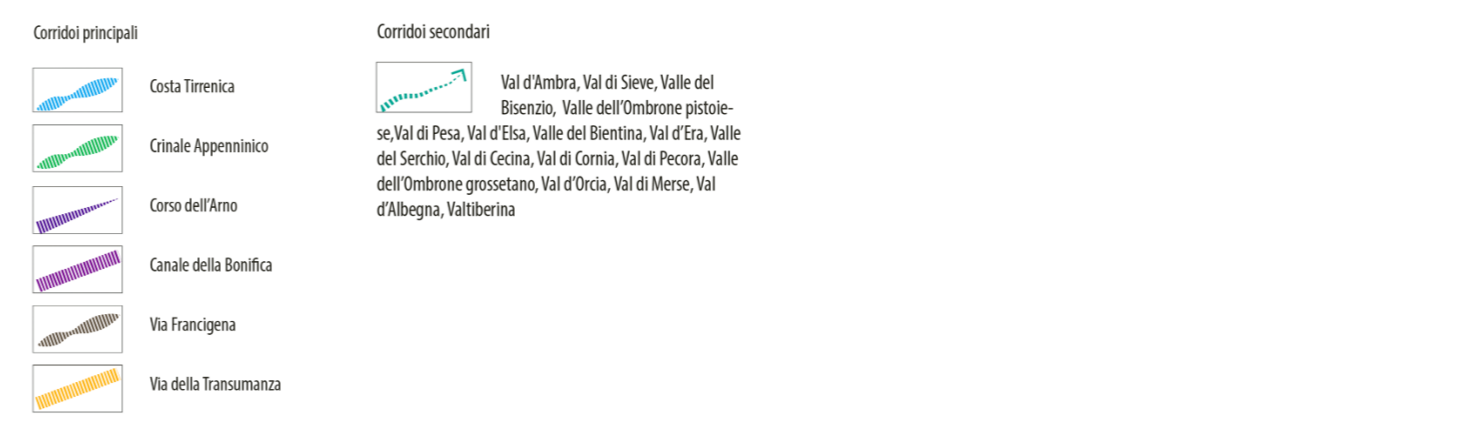 Corridoi principali
Costa Tirrenica
Crinale Appenninico
Corso dell'Arno
Canale della Bonifica
Via Francigena
Via della Transumanza
Corridoi secondari
Val d'Ambra, Val di Sieve, Valle del
Bisenzio, Valle dell'Ombrone pistoie-
se,Val di Pesa, Val d'Elsa, Valle del Bientina, Val d'Era, Valle
del Serchio, Val di Cecina, Val di Cornia, Val di Pecora, Valle
dell'Ombrone grossetano, Val d'Orcia, Val di Merse, Val
d'Albegna, Valtiberina